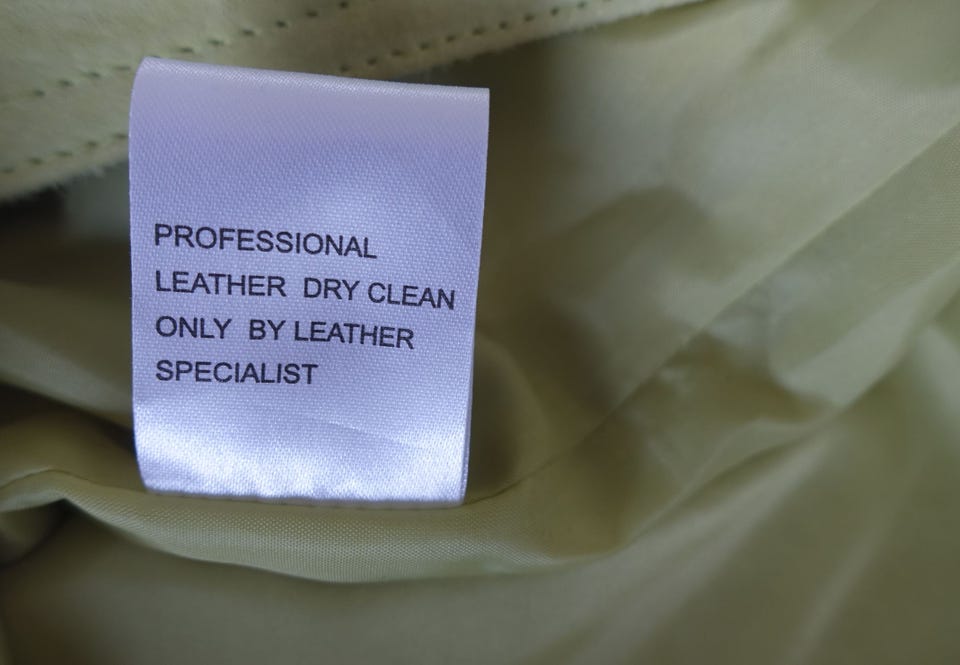 PROFESSIONAL
LEATHER DRY CLEAN
ONLY BY LEATHER
SPECIALIST